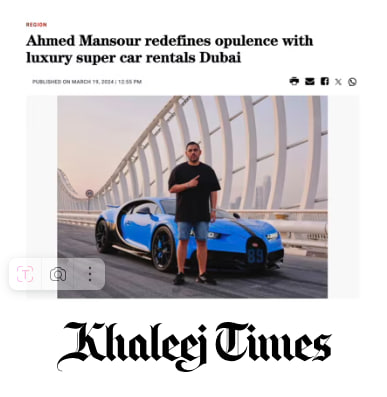 REGION
Ahmed Mansour redefines opulence with
luxury super car rentals Dubai
PUBLISHED ON MARCH 19, 2024 | 12:55 PM
89
Khaleej Times